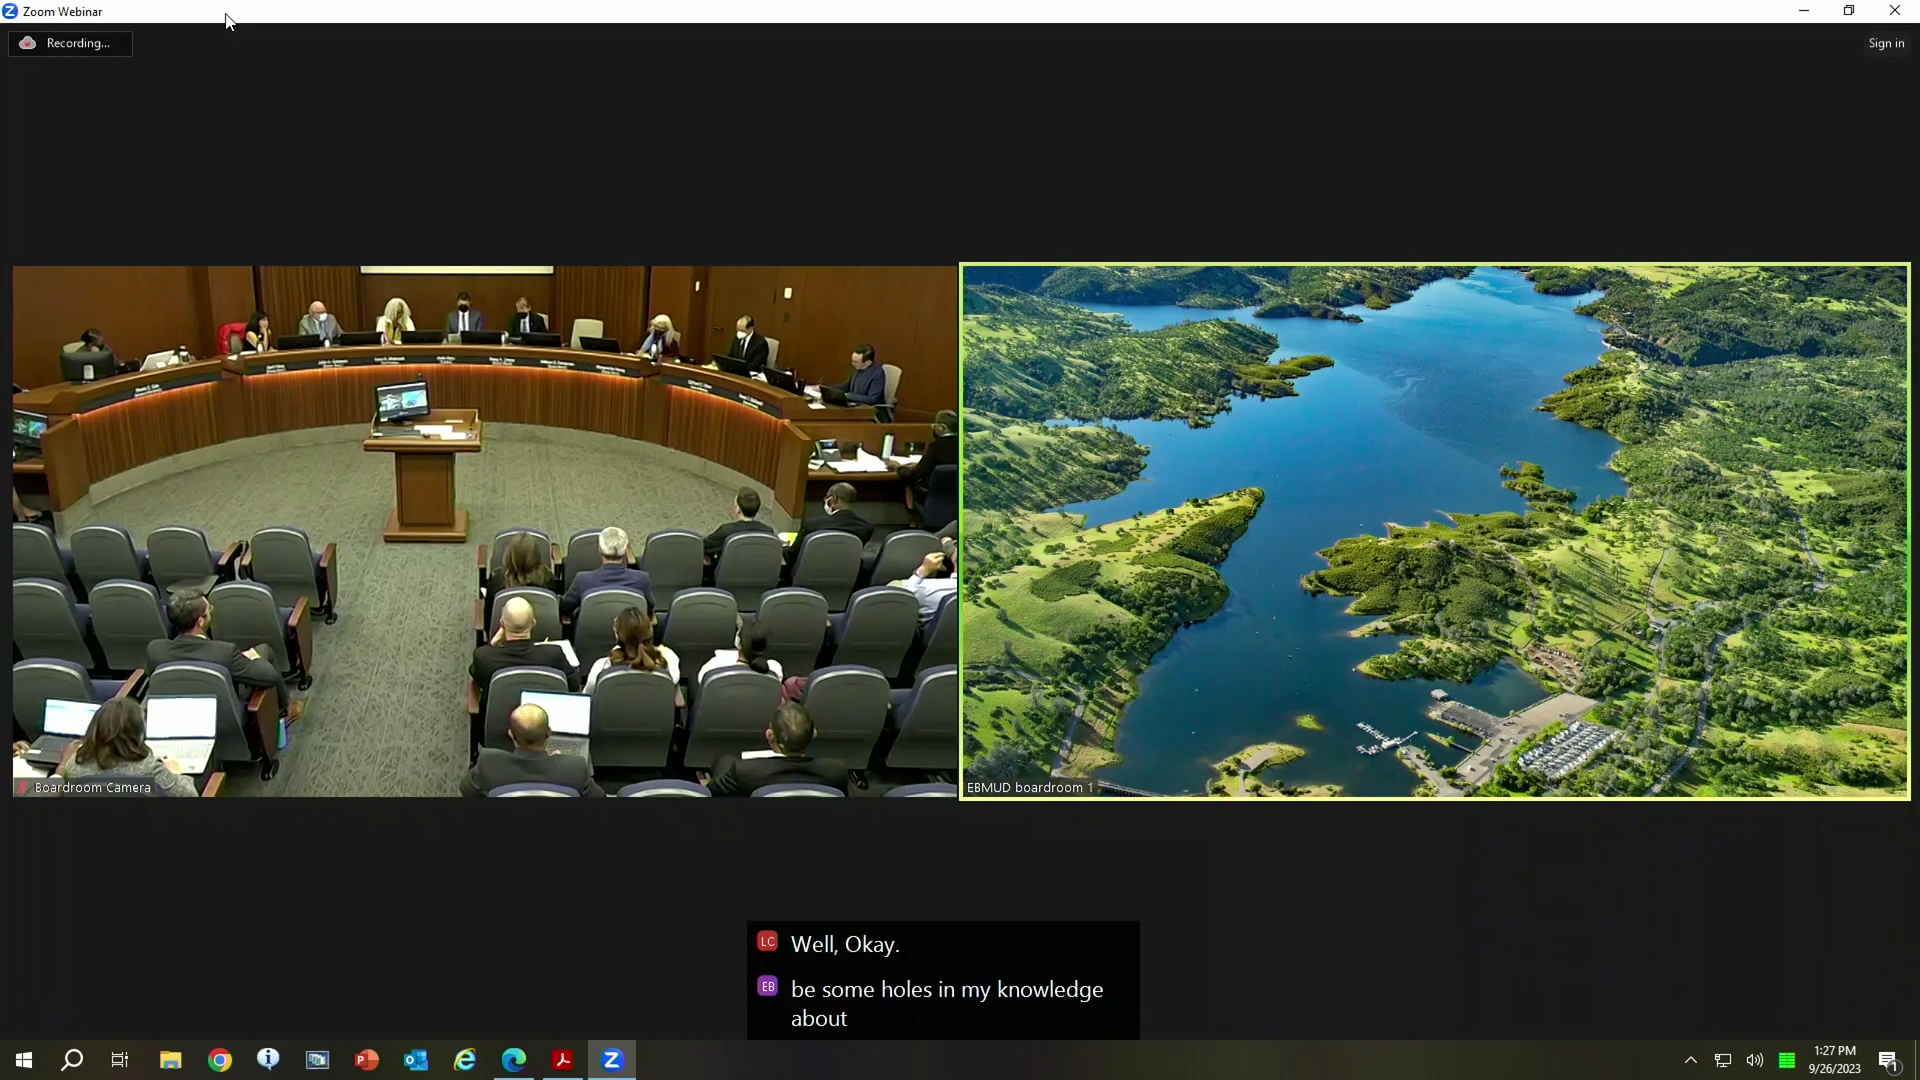 Zoom Webinar
Recording...
Sign in
Boardroom Camera
EBMUD boardroom 1
LC Well, Okay.
EB be some holes in my knowledge
about
1:27 PM
9/26/2023
1